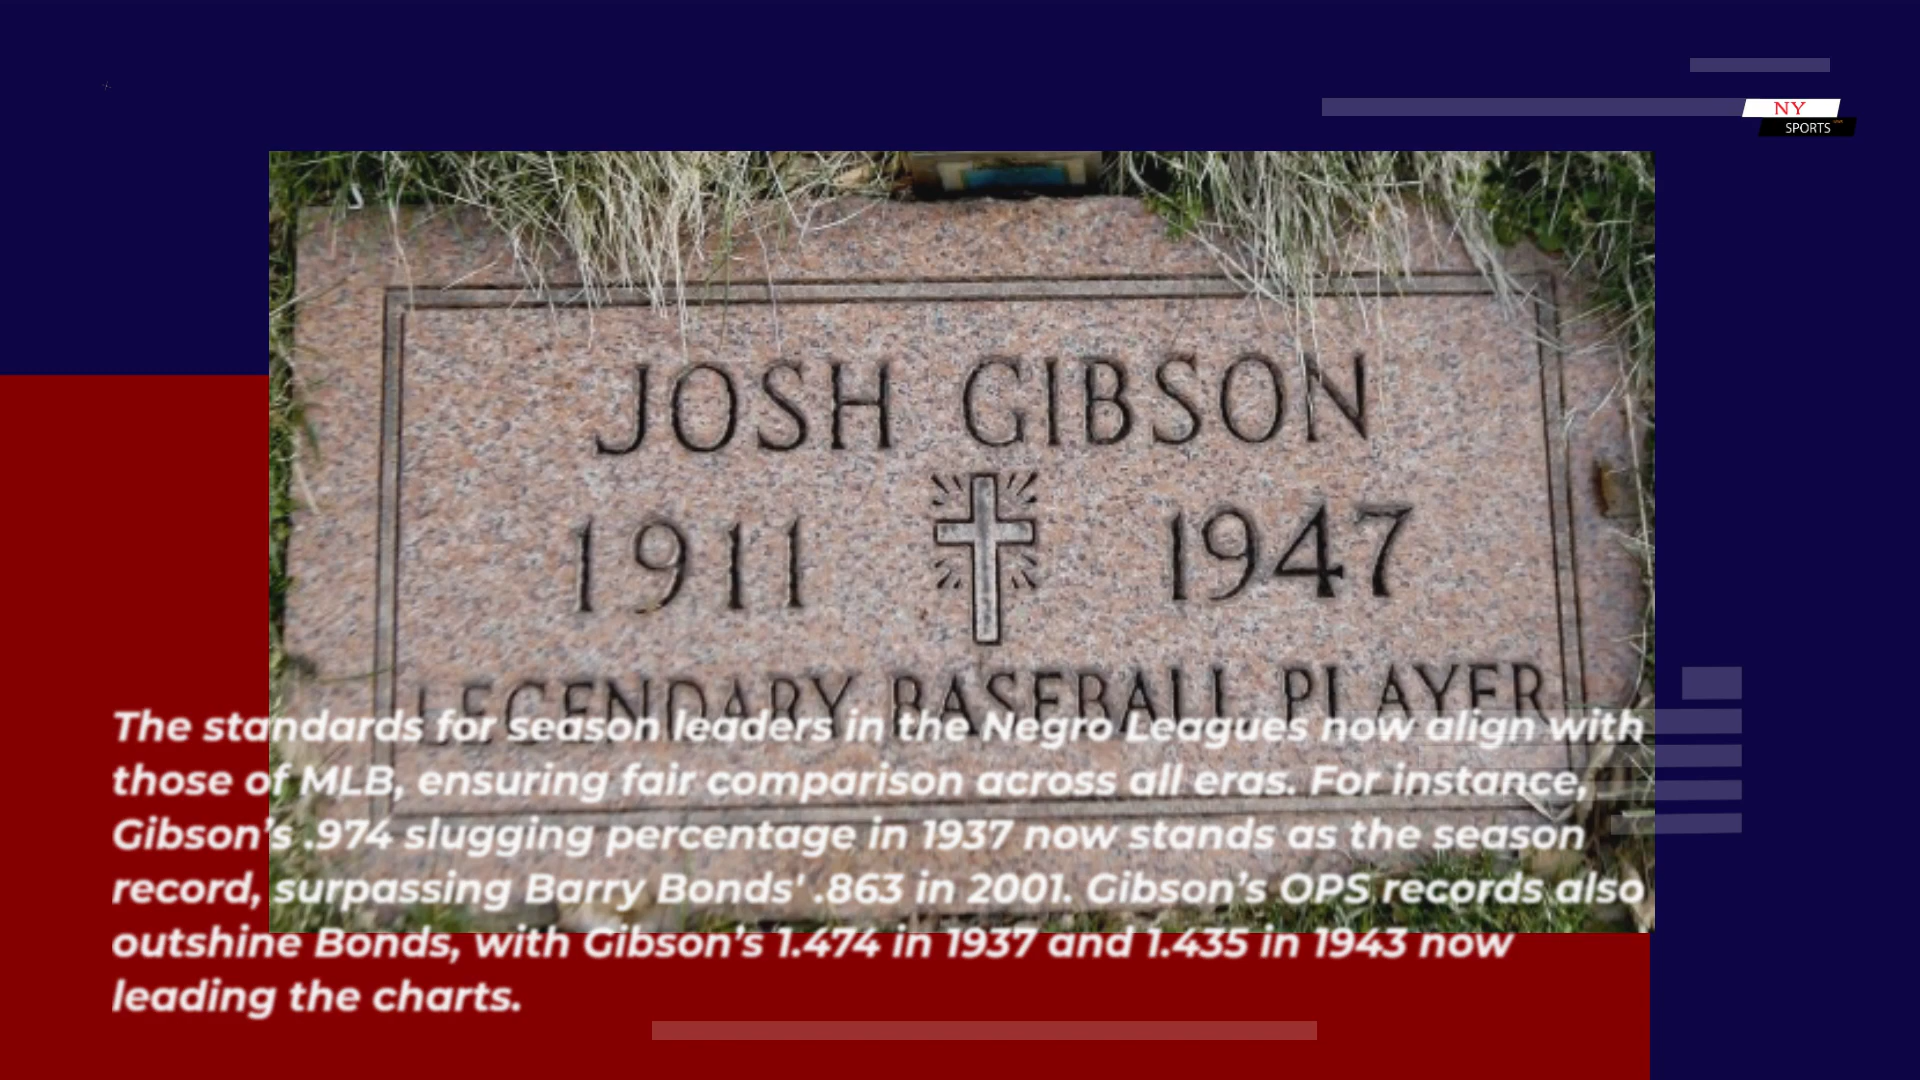 NY
SPORTS
JOSH GIBSON
1911 1947
LEGENDARY BASEBALL PLAYER
The standards for season leaders in the Negro Leagues now align with
those of MLB, ensuring fair comparison across all eras. For instance,
Gibson’s .974 slugging percentage in 1937 now stands as the season
record, surpassing Barry Bonds' .863 in 2001. Gibson’s OPS records also
outshine Bonds, with Gibson’s 1.474 in 1937 and 1.435 in 1943 now
leading the charts.